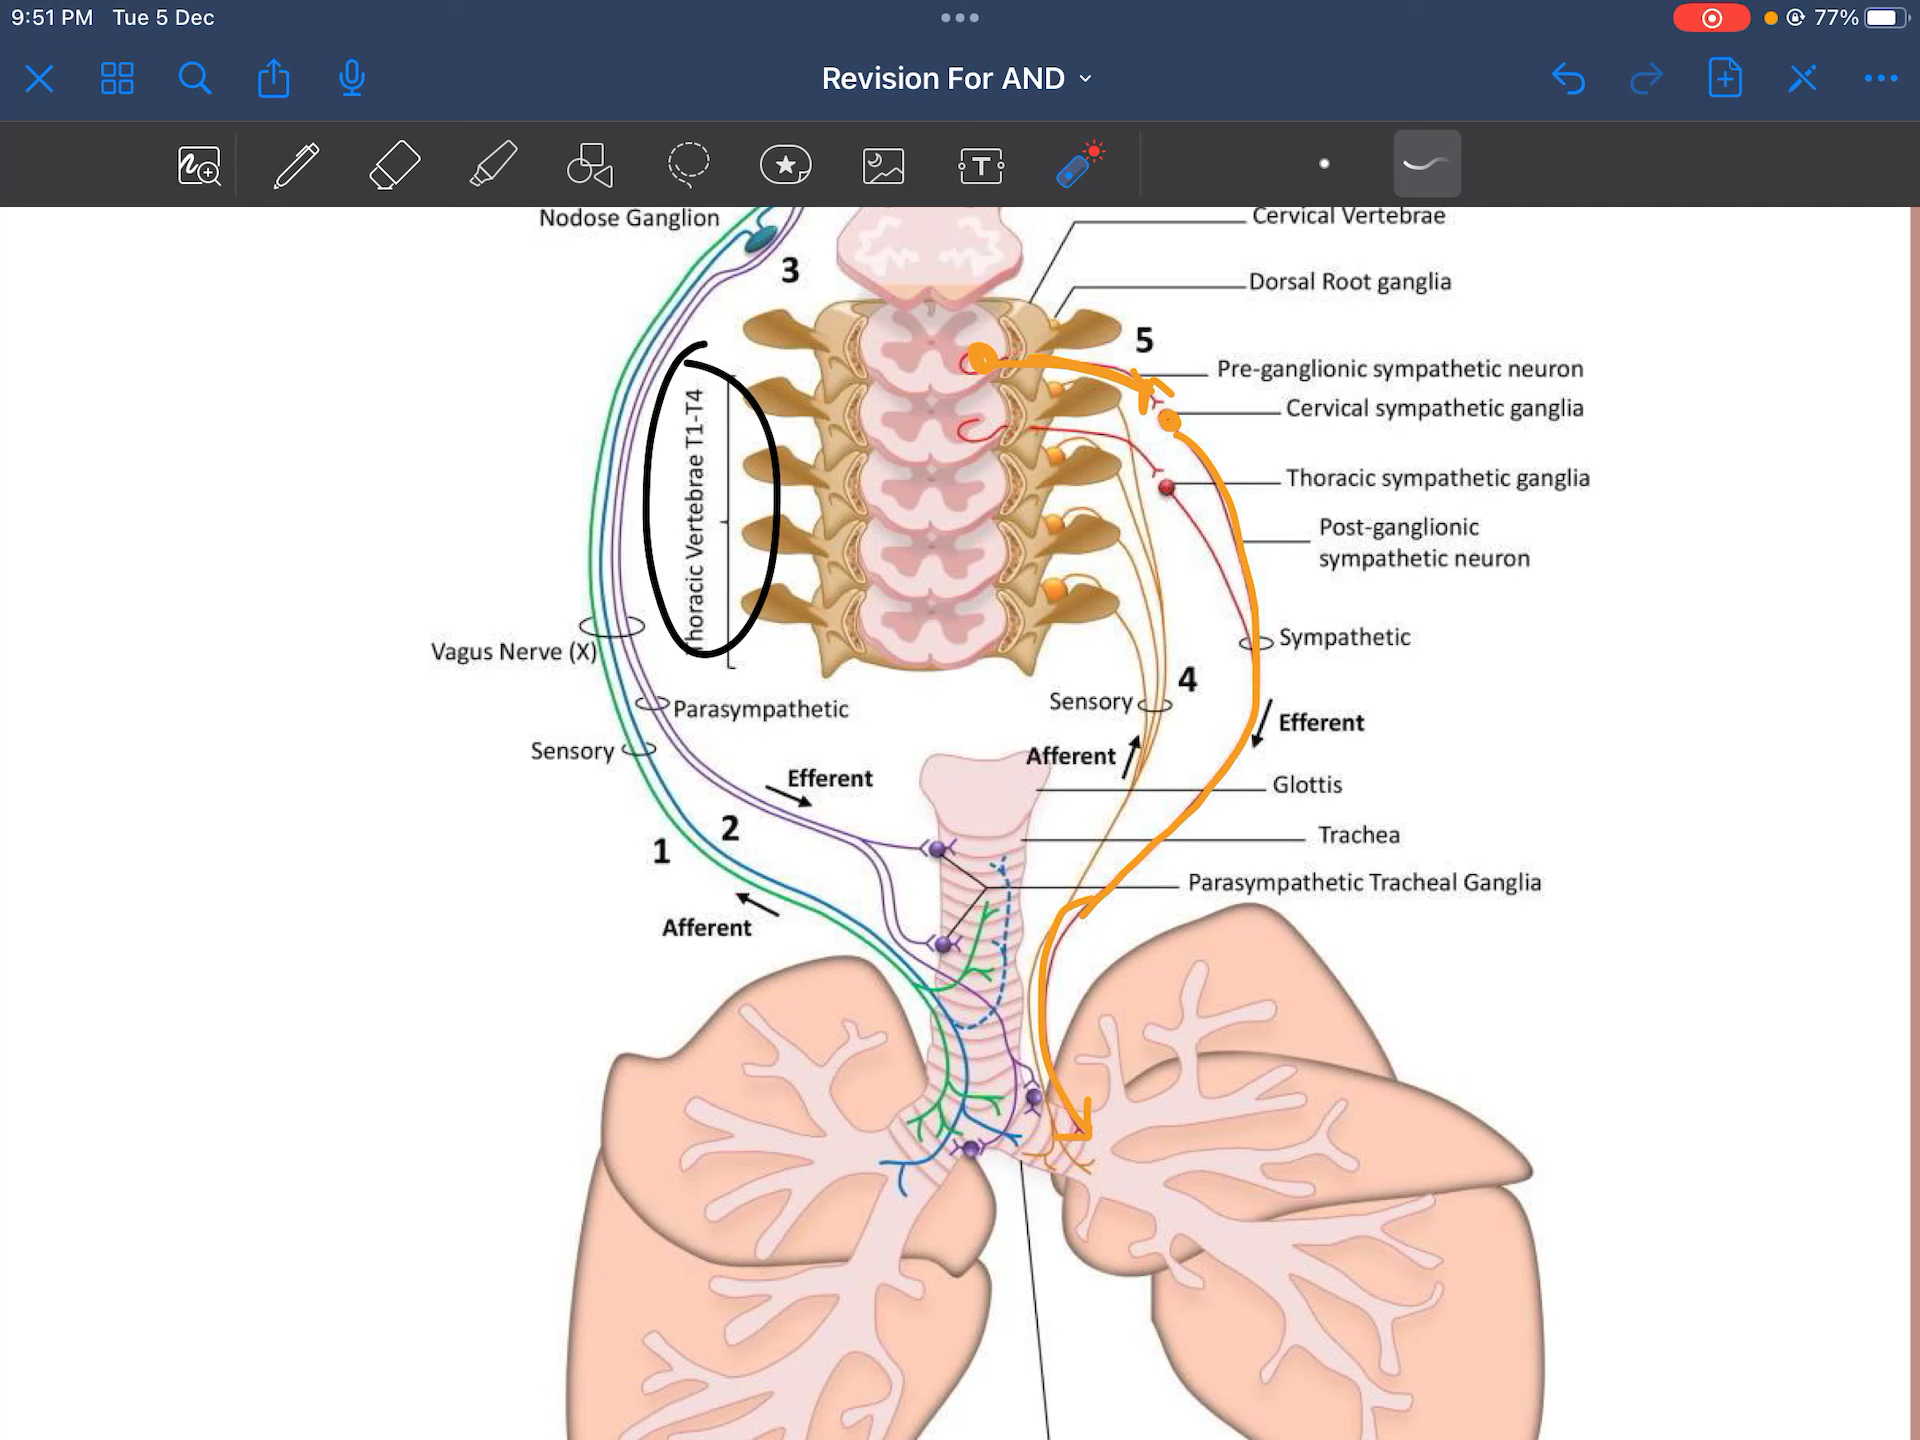 9:51 PM Tue 5 Dec
77%
Revision For AND
T
Nodose Ganglion
Cervical Vertebrae
3
Dorsal Root ganglia
5
Pre-ganglionic sympathetic neuron
Cervical sympathetic ganglia
Thoracic Vertebrae T1-T4
Thoracic sympathetic ganglia
Post-ganglionic
sympathetic neuron
Vagus Nerve (X)
Sympathetic
4
Parasympathetic
Sensory
Sensory
Efferent
Afferent
Efferent
Glottis
2
1
Trachea
Parasympathetic Tracheal Ganglia
Afferent